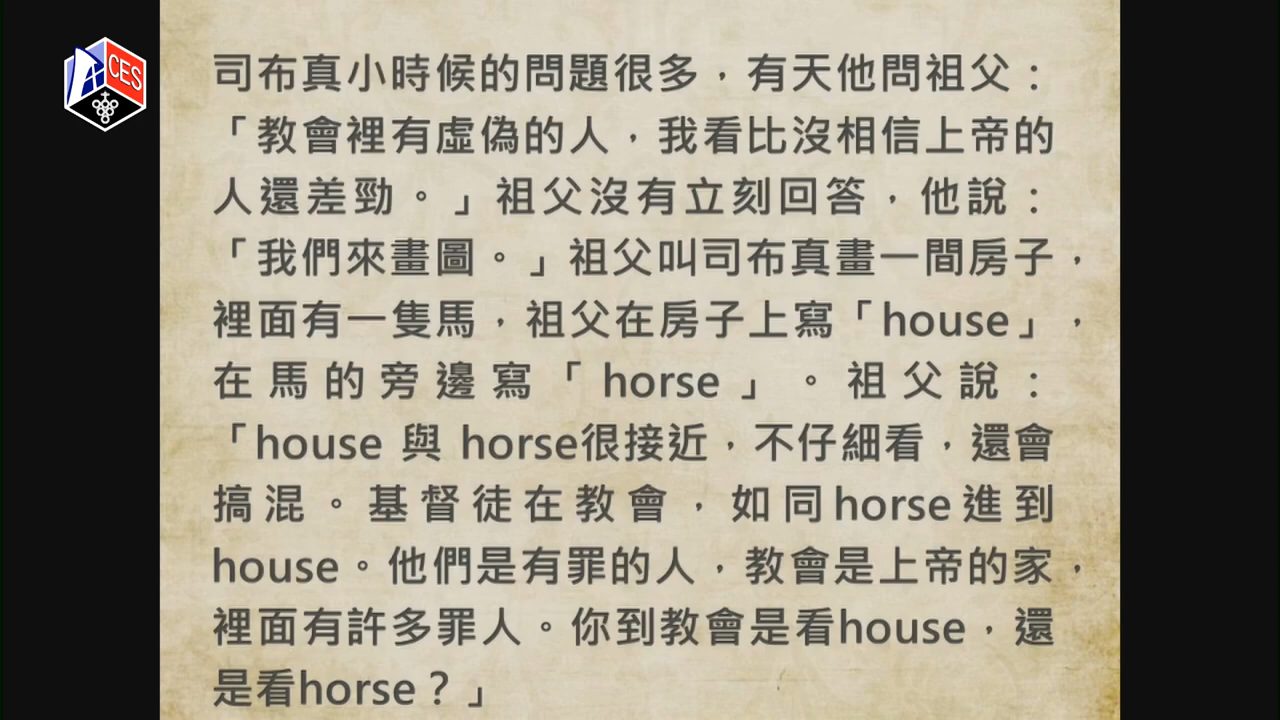 ACES
司布真小時候的問題很多，有天他問祖父：
「教會裡有虛偽的人，我看比沒相信上帝的
人還差勁。」祖父沒有立刻回答，他說：
「我們來畫圖。」祖父叫司布真畫一間房子，
裡面有一隻馬，祖父在房子上寫「house」，
在馬的旁邊寫「horse」。祖父說：
「house 與 horse很接近，不仔細看，還會
搞混。基督徒在教會，如同horse進到
house。他們是有罪的人，教會是上帝的家，
裡面有許多罪人。你到教會是看house，還
是看horse？」